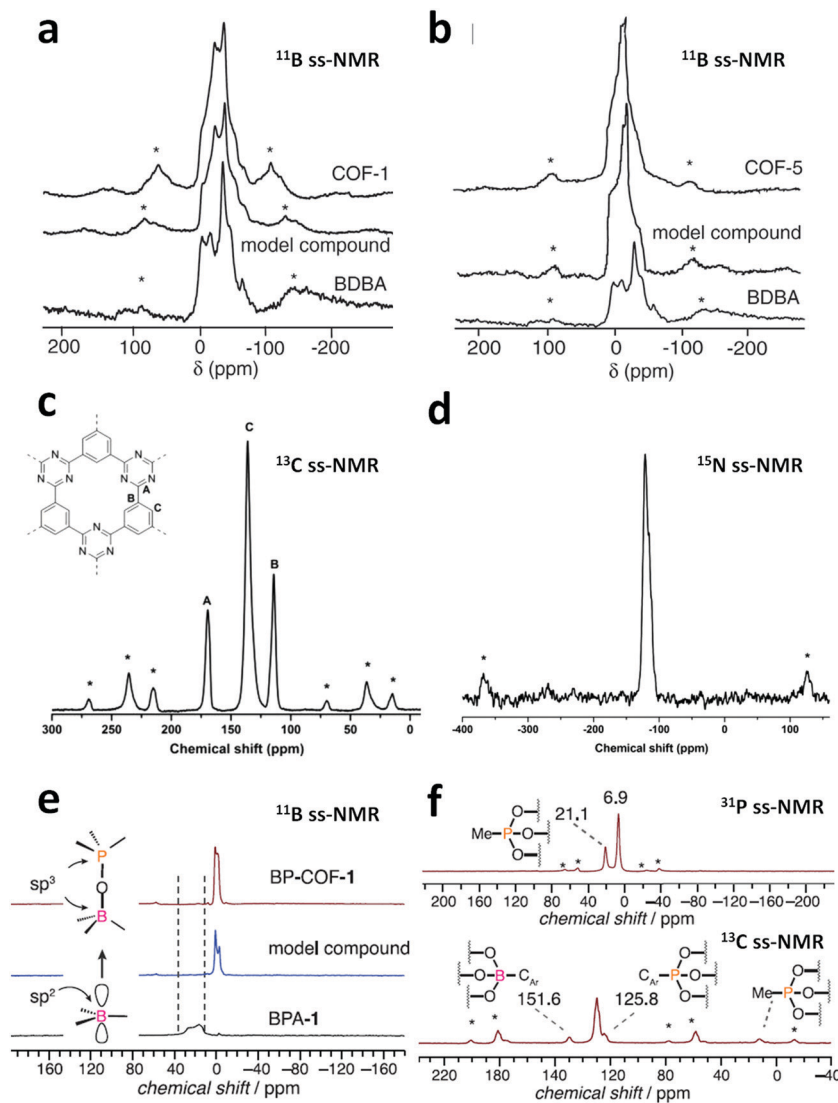 a
¹¹B ss-NMR
*
*
COF-1
*
*
model compound
*
*
BDBA
200 100 0 -100 -200
δ (ppm)
b
¹¹B ss-NMR
*
*
COF-5
*
*
model compound
*
*
BDBA
200 100 0 -100 -200
δ (ppm)
c
¹³C ss-NMR
N N N N N N
A
B
C
N N N
C
B
A
* * * * * *
300 250 200 150 100 50 0
Chemical shift (ppm)
d
¹⁵N ss-NMR
*
*
-400 -300 -200 -100 0 100
Chemical shift (ppm)
e
¹¹B ss-NMR
P
sp³
O
B
sp²
B
BP-COF-1
model compound
BPA-1
160 120 80 40 0 −40 −80 −120 −160
chemical shift / ppm
f
³¹P ss-NMR
6.9
21.1
O
Me P O
O
* * * *
200 160 120 80 40 0 −40 −80 −120 −160 −200
chemical shift / ppm
¹³C ss-NMR
O
O B C_Ar
O
151.6
O
C_Ar P O
O
125.8
O
Me P O
O
* * * * *
220 180 140 100 60 20 0 −40
chemical shift / ppm